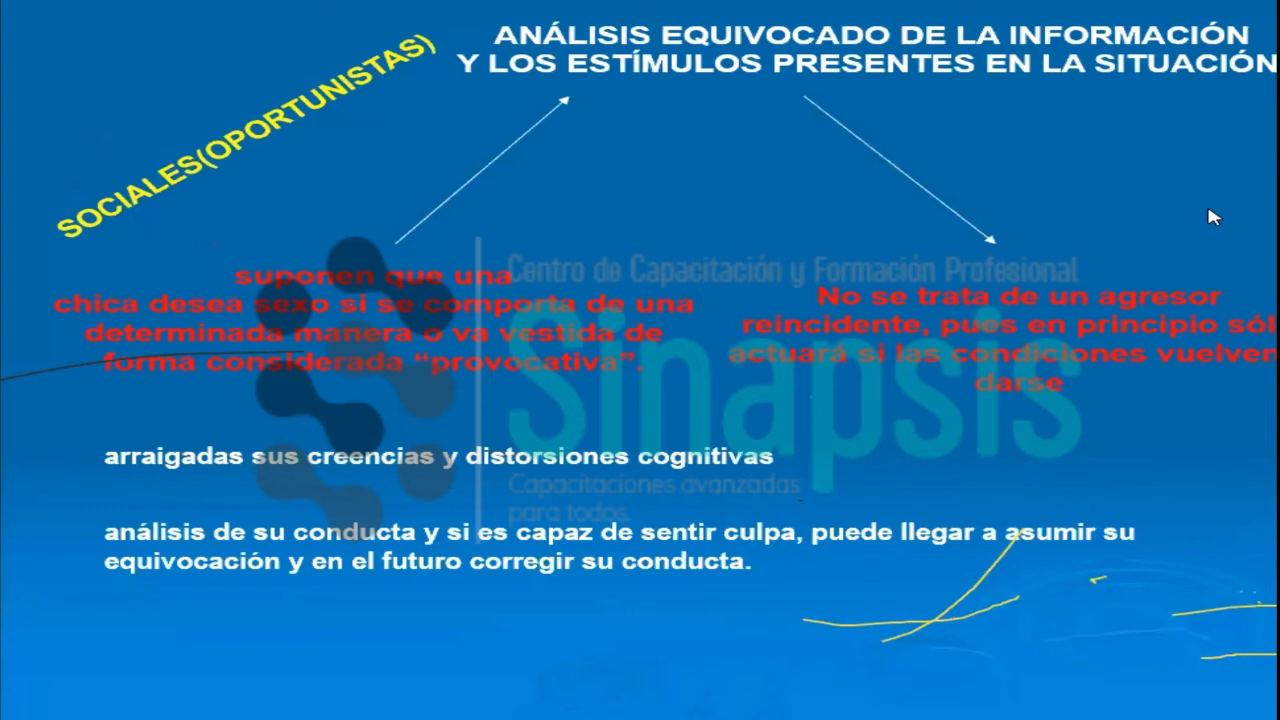 SOCIALES(OPORTUNISTAS)
ANÁLISIS EQUIVOCADO DE LA INFORMACIÓN
Y LOS ESTÍMULOS PRESENTES EN LA SITUACIÓN
suponen que una
chica desea sexo si se comporta de una
determinada manera o va vestida de
forma considerada “provocativa”.
No se trata de un agresor
reincidente, pues en principio sól
actuará si las condiciones vuelven
darse
arraigadas sus creencias y distorsiones cognitivas
análisis de su conducta y si es capaz de sentir culpa, puede llegar a asumir su
equivocación y en el futuro corregir su conducta.
Centro de Capacitación y Formación Profesional
Sinapsis
Capacitaciones avanzadas
para todos.